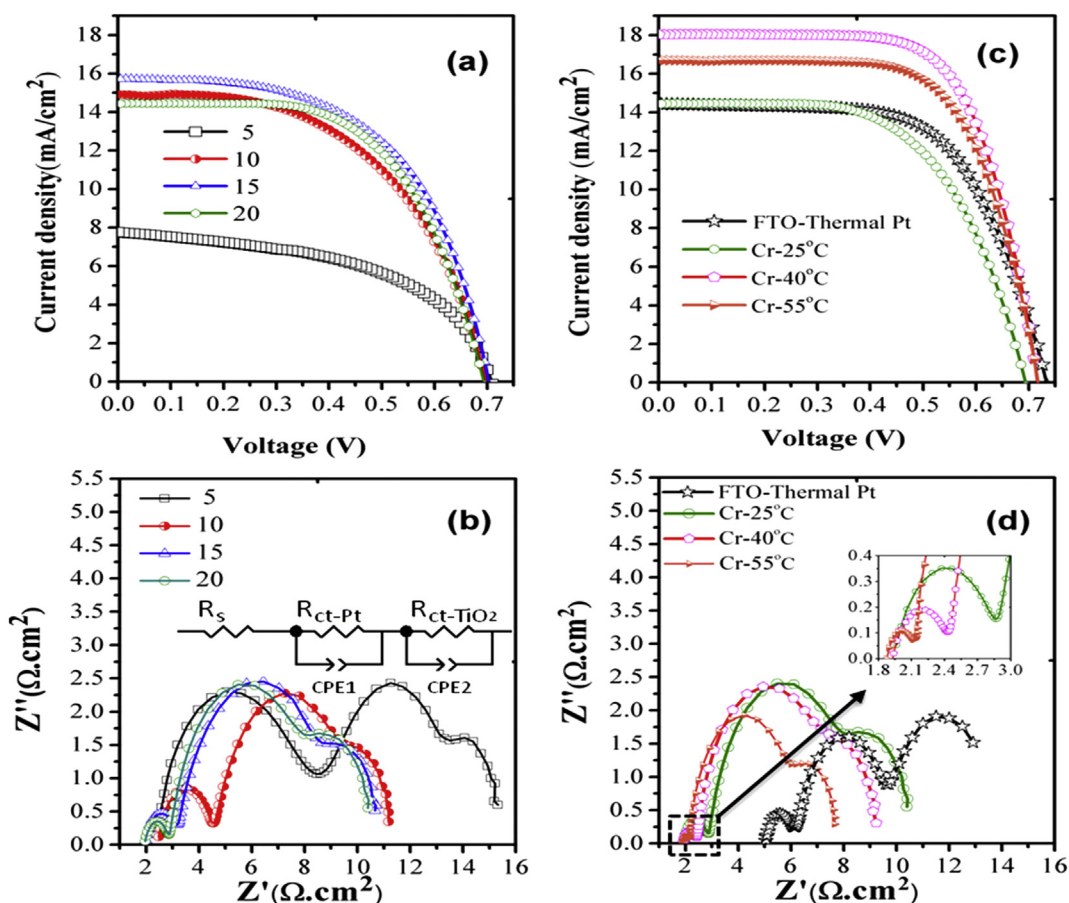 (a)
18
16
14
12
10
8
6
4
2
0
Current density(mA/cm²)
5
10
15
20
0.0 0.1 0.2 0.3 0.4 0.5 0.6 0.7
Voltage (V)
(c)
18
16
14
12
10
8
6
4
2
0
Current density (mA/cm²)
FTO-Thermal Pt
Cr-25°C
Cr-40°C
Cr-55°C
0.0 0.1 0.2 0.3 0.4 0.5 0.6 0.7
Voltage (V)
(b)
5.5
5.0
4.5
4.0
3.5
3.0
2.5
2.0
1.5
1.0
0.5
0.0
Z''(Ω.cm²)
5
10
15
20
Rs Rct-Pt Rct-TiO2
CPE1 CPE2
0 2 4 6 8 10 12 14 16
Z'(Ω.cm²)
(d)
5.5
5.0
4.5
4.0
3.5
3.0
2.5
2.0
1.5
1.0
0.5
0.0
Z''(Ω.cm²)
FTO-Thermal Pt
Cr-25°C
Cr-40°C
Cr-55°C
0.4
0.3
0.2
0.1
0.0
1.8 2.1 2.4 2.7 3.0
0 2 4 6 8 10 12 14 16
Z'(Ω.cm²)